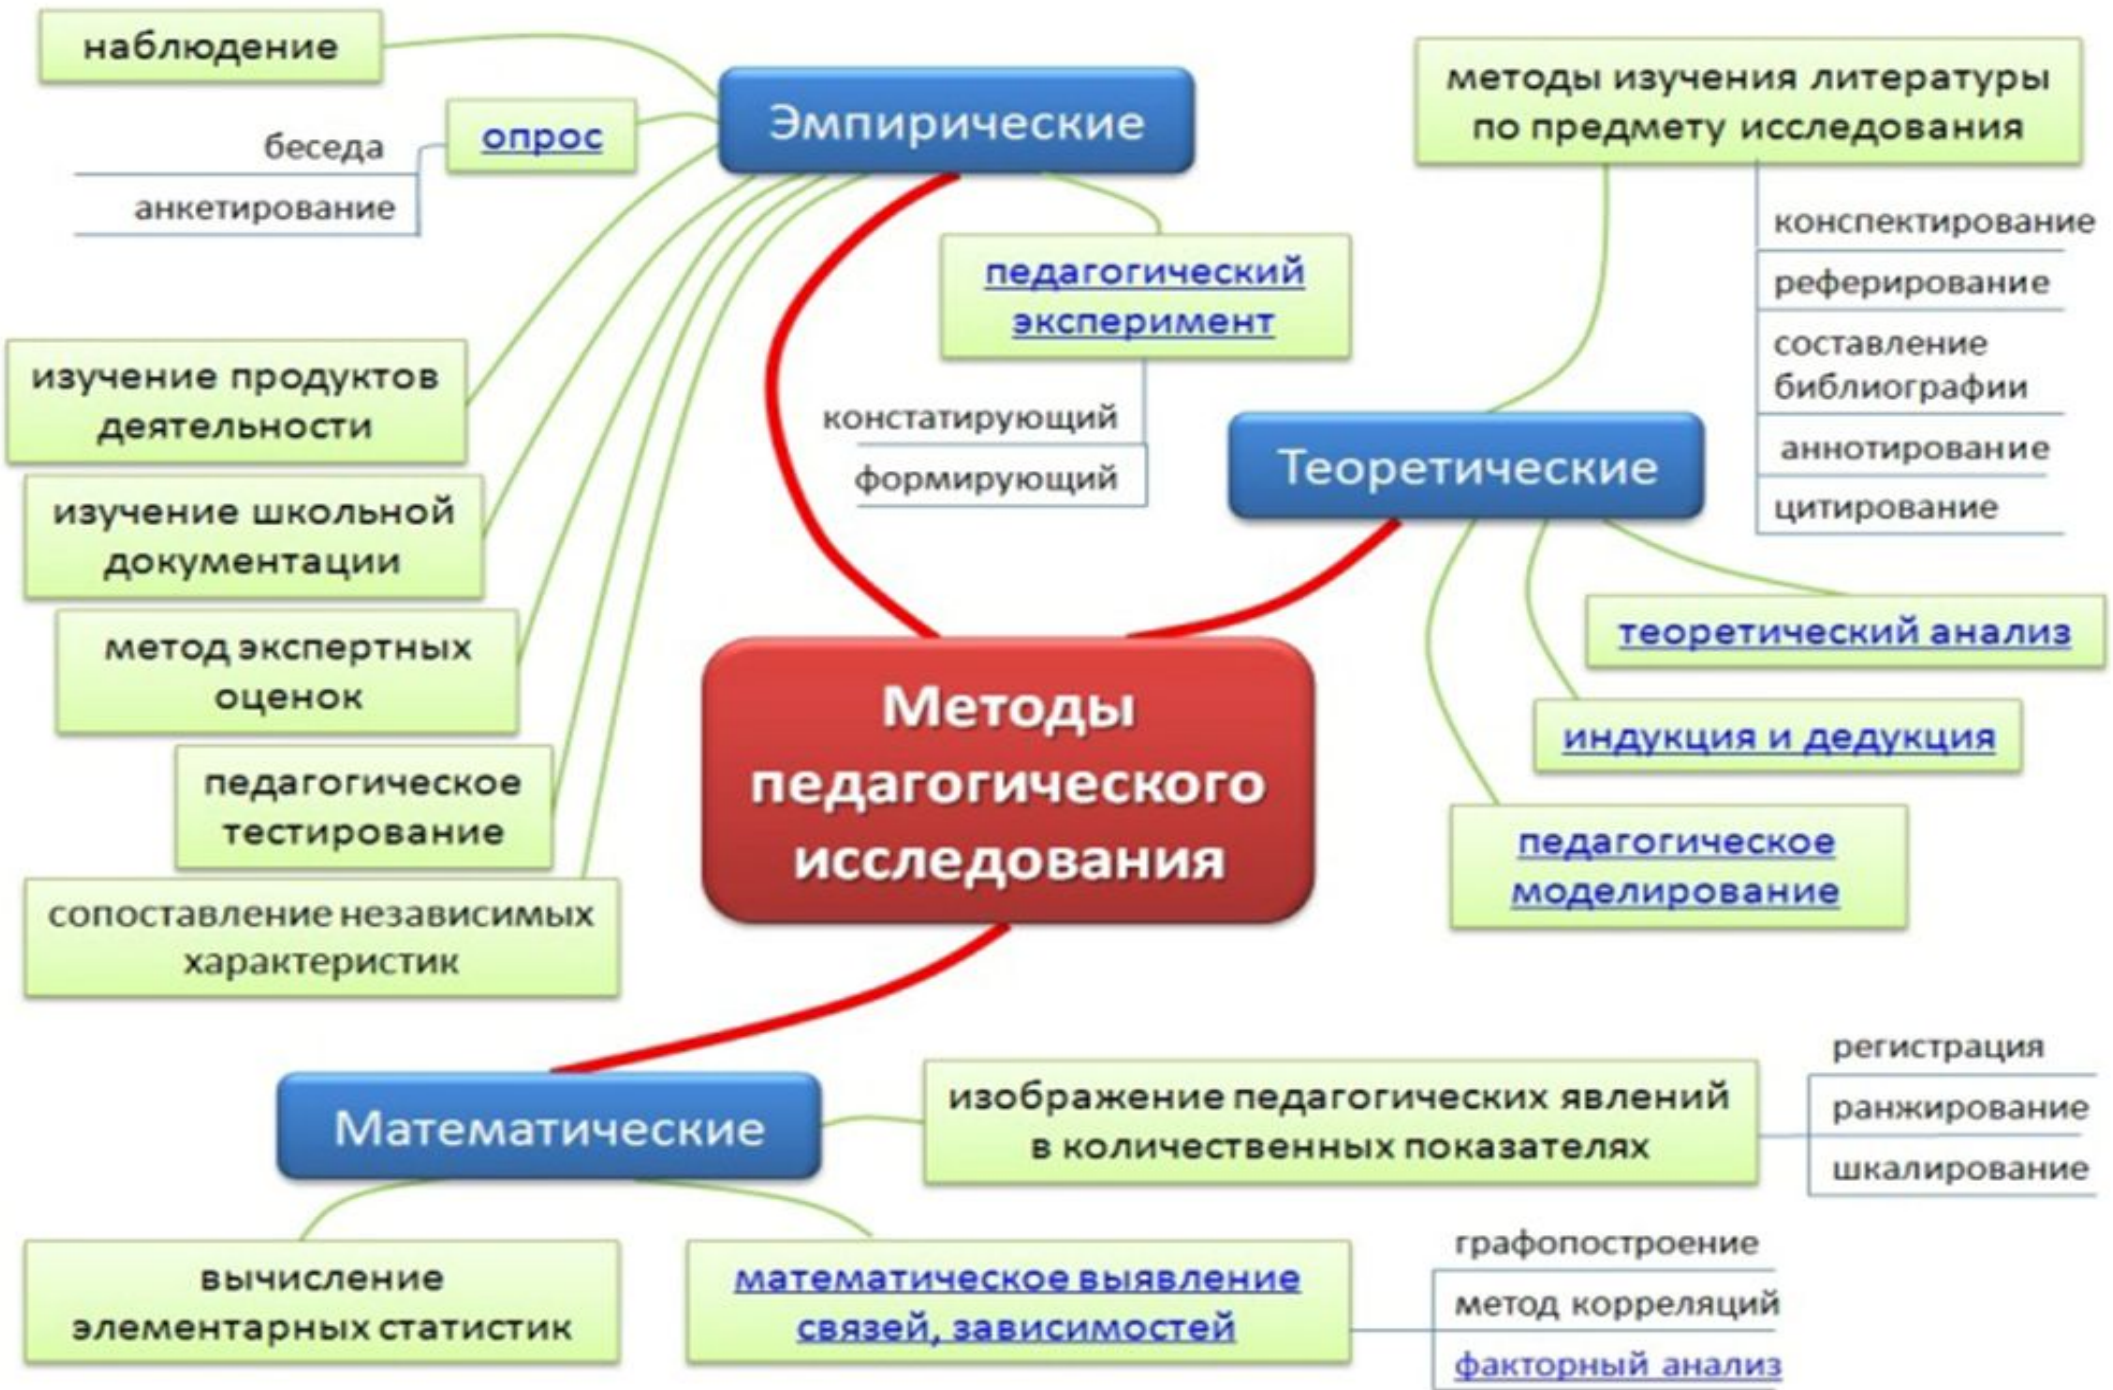 наблюдение
Эмпирические
опрос
беседа
анкетирование
педагогический
эксперимент
констатирующий
формирующий
изучение продуктов
деятельности
изучение школьной
документации
метод экспертных
оценок
педагогическое
тестирование
сопоставление независимых
характеристик
методы изучения литературы
по предмету исследования
конспектирование
реферирование
составление
библиографии
аннотирование
цитирование
Теоретические
теоретический анализ
индукция и дедукция
педагогическое
моделирование
Методы
педагогического
исследования
Математические
изображение педагогических явлений
в количественных показателях
регистрация
ранжирование
шкалирование
вычисление
элементарных статистик
математическое выявление
связей, зависимостей
графопостроение
метод корреляций
факторный анализ